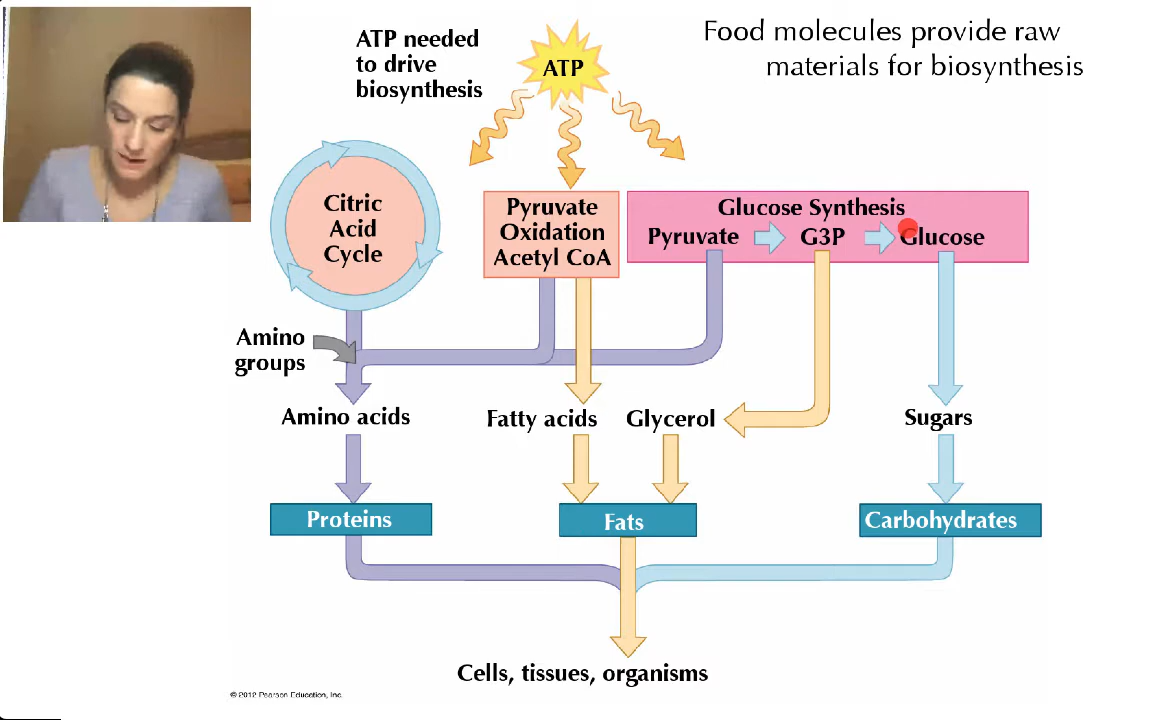 Food molecules provide raw
materials for biosynthesis
ATP needed
to drive
biosynthesis
ATP
Citric
Acid
Cycle
Pyruvate
Oxidation
Acetyl CoA
Glucose Synthesis
Pyruvate G3P Glucose
Amino
groups
Amino acids
Fatty acids
Glycerol
Sugars
Proteins
Fats
Carbohydrates
Cells, tissues, organisms
© 2012 Pearson Education, Inc.